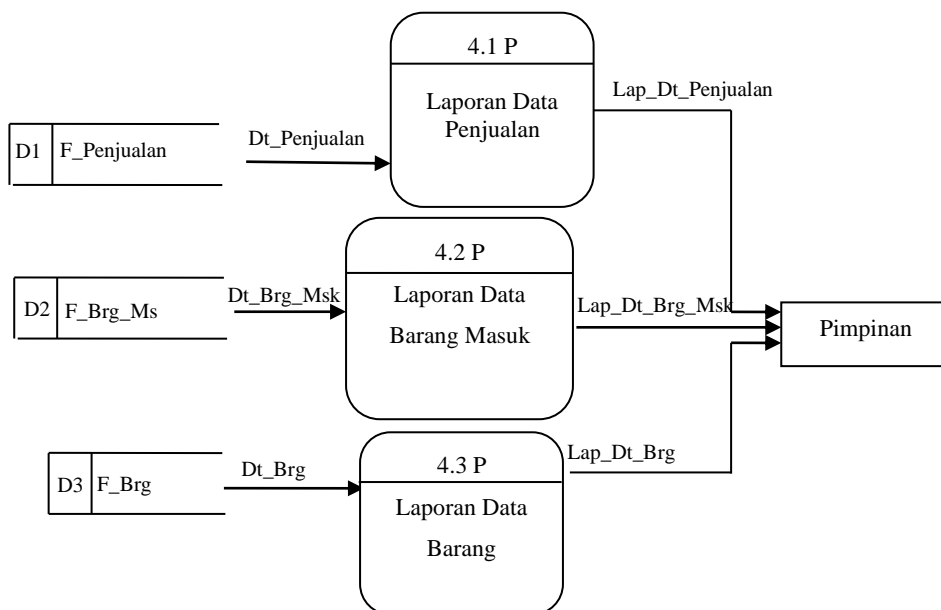 4.1 P
Laporan Data
Penjualan
Lap_Dt_Penjualan
D1 F_Penjualan
Dt_Penjualan
4.2 P
Laporan Data
Barang Masuk
D2 F_Brg_Ms
Dt_Brg_Msk
Lap_Dt_Brg_Msk
Pimpinan
4.3 P
Laporan Data
Barang
D3 F_Brg
Dt_Brg
Lap_Dt_Brg